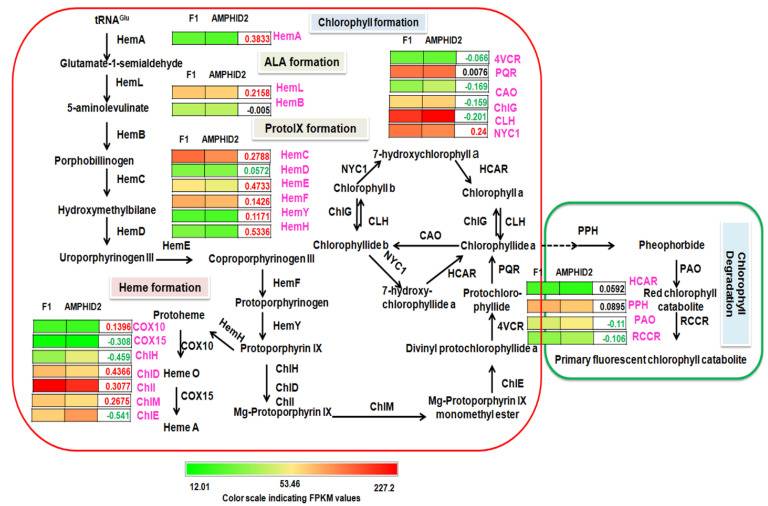 tRNAGlu
HemA
Glutamate-1-semialdehyde
HemL
5-aminolevulinate
HemB
Porphobillinogen
HemC
Hydroxymethylbilane
HemD
Uroporphyrinogen III
HemE
Coproporphyrinogen III
HemF
Protoporphyrinogen
HemY
Protoporphyrin IX
F1 AMPHID2
0.3833 HemA
ALA formation
F1 AMPHID2
0.2158 HemL
-0.005 HemB
ProtoIX formation
F1 AMPHID2
0.2788 HemC
0.0572 HemD
0.4733 HemE
0.1426 HemF
0.1171 HemY
0.5336 HemH
Chlorophyll formation
F1 AMPHID2
-0.066 4VCR
0.0076 PQR
-0.169 CAO
-0.159 ChlG
-0.201 CLH
0.24 NYC1
7-hydroxychlorophyll a
NYC1 HCAR
Chlorophyll b Chlorophyll a
ChlG CLH ChlG CLH
Chlorophyllide b CAO Chlorophyllide a
NYC1 HCAR PQR
7-hydroxy-
chlorophyllide a
Protochloro-
phyllide
4VCR
Divinyl protochlorophyllide a
ChlE
Mg-Protoporphyrin IX
monomethyl ester
ChlM
Mg-Protoporphyrin IX
ChlH
ChlD
ChlI
Heme formation
F1 AMPHID2
0.1396 COX10
-0.308 COX15
-0.459 ChlH
0.4366 ChlD
0.3077 ChlI
0.2675 ChlM
-0.541 ChlE
Protoheme
HemH
COX10
Heme O
COX15
Heme A
PPH
Pheophorbide
PAO
Red chlorophyll
catabolite
RCCR
Primary fluorescent chlorophyll catabolite
Chlorophyll
Degradation
F1 AMPHID2
0.0592 HCAR
0.0895 PPH
-0.11 PAO
-0.106 RCCR
12.01 53.46 227.2
Color scale indicating FPKM values